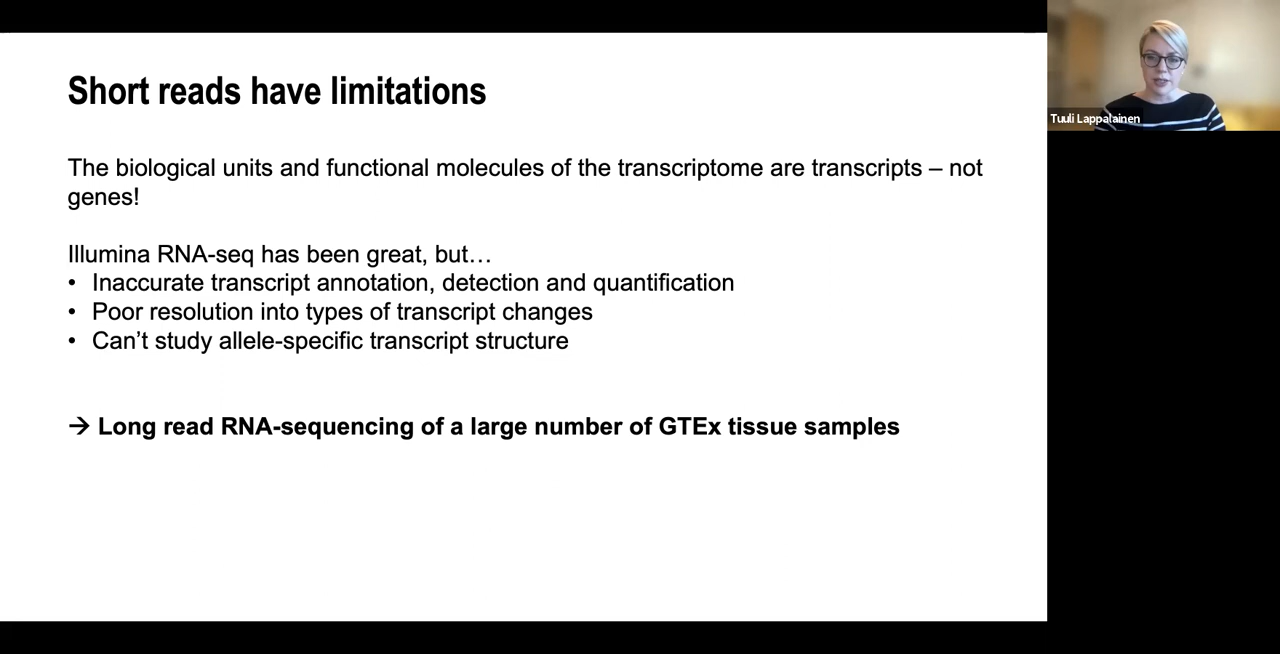 Short reads have limitations
Tuuli Lappalainen
The biological units and functional molecules of the transcriptome are transcripts – not
genes!
Illumina RNA-seq has been great, but…
• Inaccurate transcript annotation, detection and quantification
• Poor resolution into types of transcript changes
• Can’t study allele-specific transcript structure
→ Long read RNA-sequencing of a large number of GTEx tissue samples